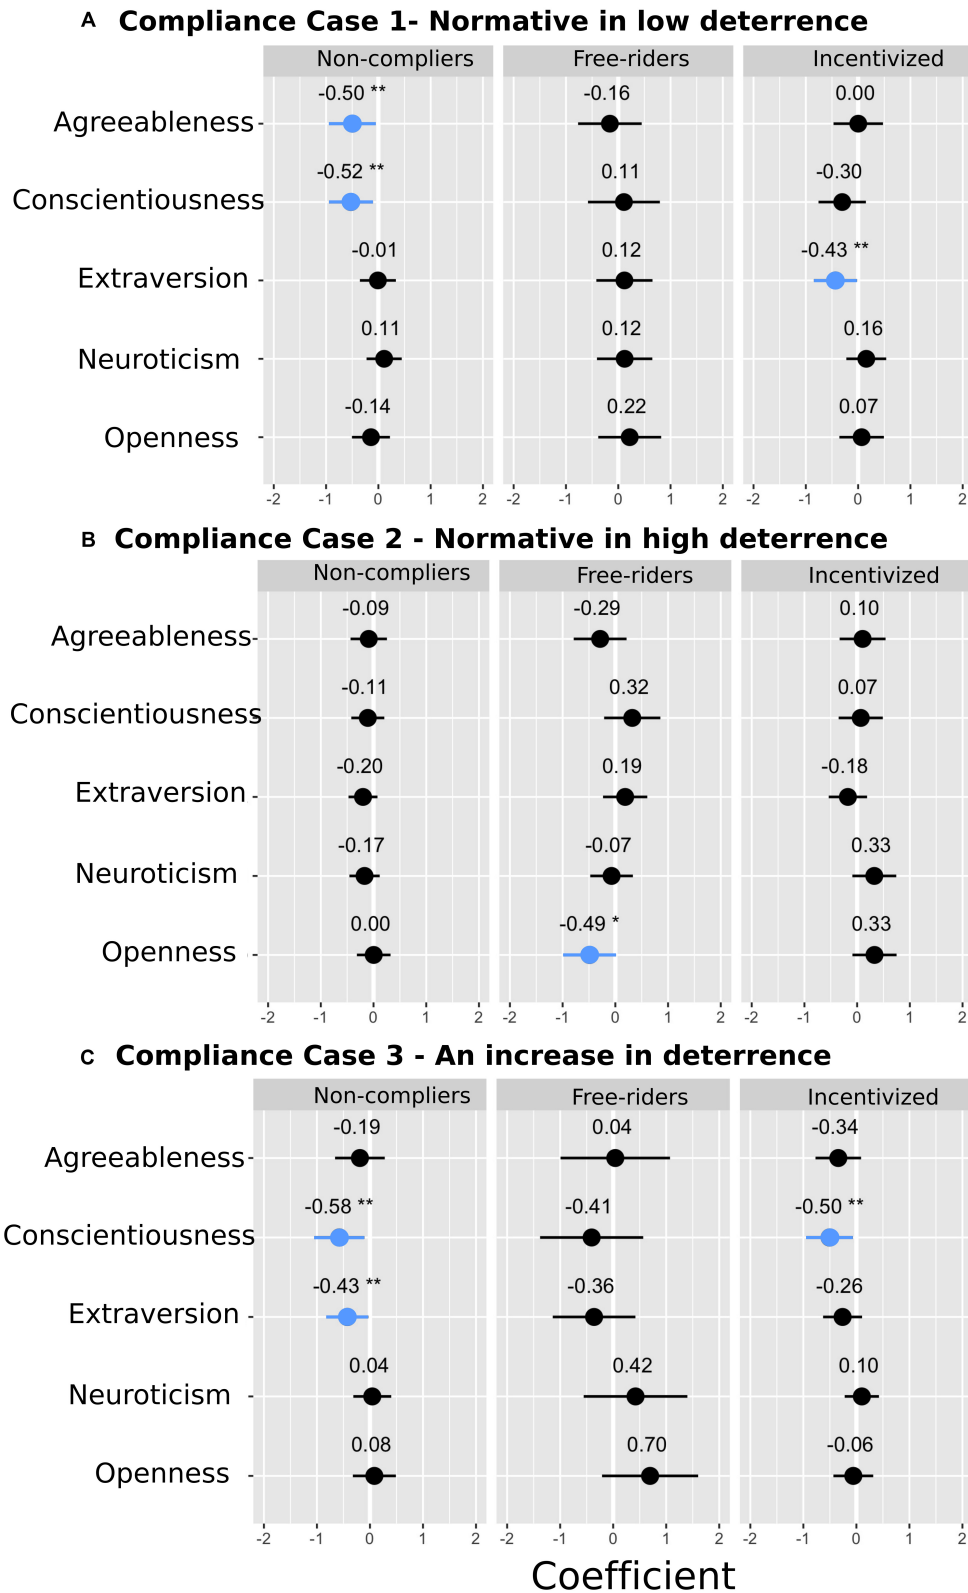 A Compliance Case 1- Normative in low deterrence
Non-compliers Free-riders Incentivized
-0.50 ** -0.16 0.00
Agreeableness
-0.52 ** 0.11 -0.30
Conscientiousness
-0.01 0.12 -0.43 **
Extraversion
0.11 0.12 0.16
Neuroticism
-0.14 0.22 0.07
Openness
-2 -1 0 1 2 -2 -1 0 1 2 -2 -1 0 1 2
B Compliance Case 2 - Normative in high deterrence
Non-compliers Free-riders Incentivized
-0.09 -0.29 0.10
Agreeableness
-0.11 0.32 0.07
Conscientiousness
-0.20 0.19 -0.18
Extraversion
-0.17 -0.07 0.33
Neuroticism
0.00 -0.49 * 0.33
Openness
-2 -1 0 1 2 -2 -1 0 1 2 -2 -1 0 1 2
C Compliance Case 3 - An increase in deterrence
Non-compliers Free-riders Incentivized
-0.19 0.04 -0.34
Agreeableness
-0.58 ** -0.41 -0.50 **
Conscientiousness
-0.43 ** -0.36 -0.26
Extraversion
0.04 0.42 0.10
Neuroticism
0.08 0.70 -0.06
Openness
-2 -1 0 1 2 -2 -1 0 1 2 -2 -1 0 1 2
Coefficient